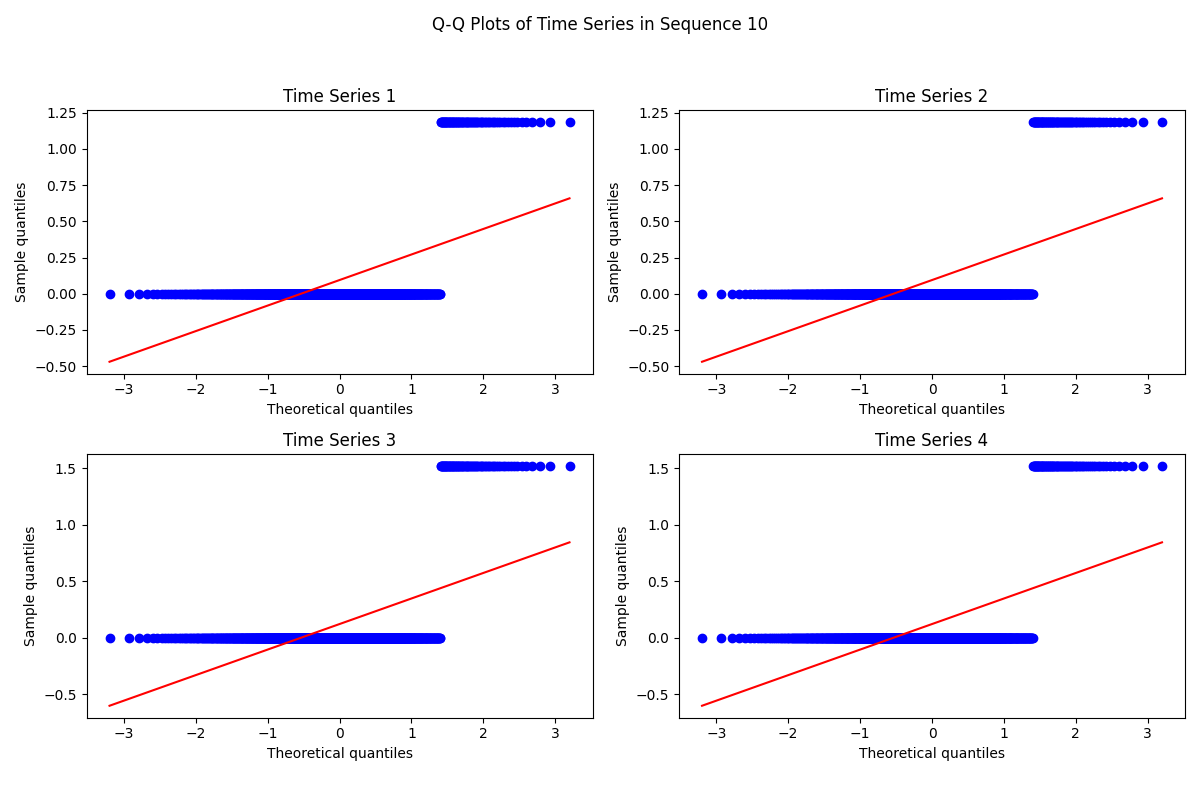 Q-Q Plots of Time Series in Sequence 10
Time Series 1
1.25
1.00
0.75
0.50
0.25
0.00
−0.25
−0.50
Sample quantiles
−3 −2 −1 0 1 2 3
Theoretical quantiles
Time Series 2
1.25
1.00
0.75
0.50
0.25
0.00
−0.25
−0.50
Sample quantiles
−3 −2 −1 0 1 2 3
Theoretical quantiles
Time Series 3
1.5
1.0
0.5
0.0
−0.5
Sample quantiles
−3 −2 −1 0 1 2 3
Theoretical quantiles
Time Series 4
1.5
1.0
0.5
0.0
−0.5
Sample quantiles
−3 −2 −1 0 1 2 3
Theoretical quantiles